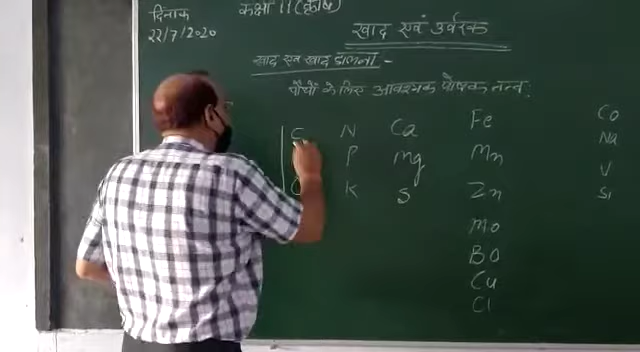 दिनांक
22/7/2020
कक्षा 11 (कृषि)
खाद एवं उर्वरक
खाद एवं खाद डालना -
पौधों के लिए आवश्यक पोषक तत्व.
C N Ca Fe Co
P Mg Mn Na
O K S Zn V
Mo Si
BO
Cu
Cl